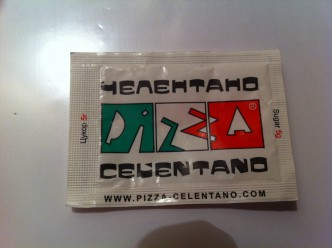 ЧЕЛЕНТАНО
PIZZA®
CELENTANO
WWW.PIZZA-CELENTANO.COM
Цукор 5г
Sugar 5g